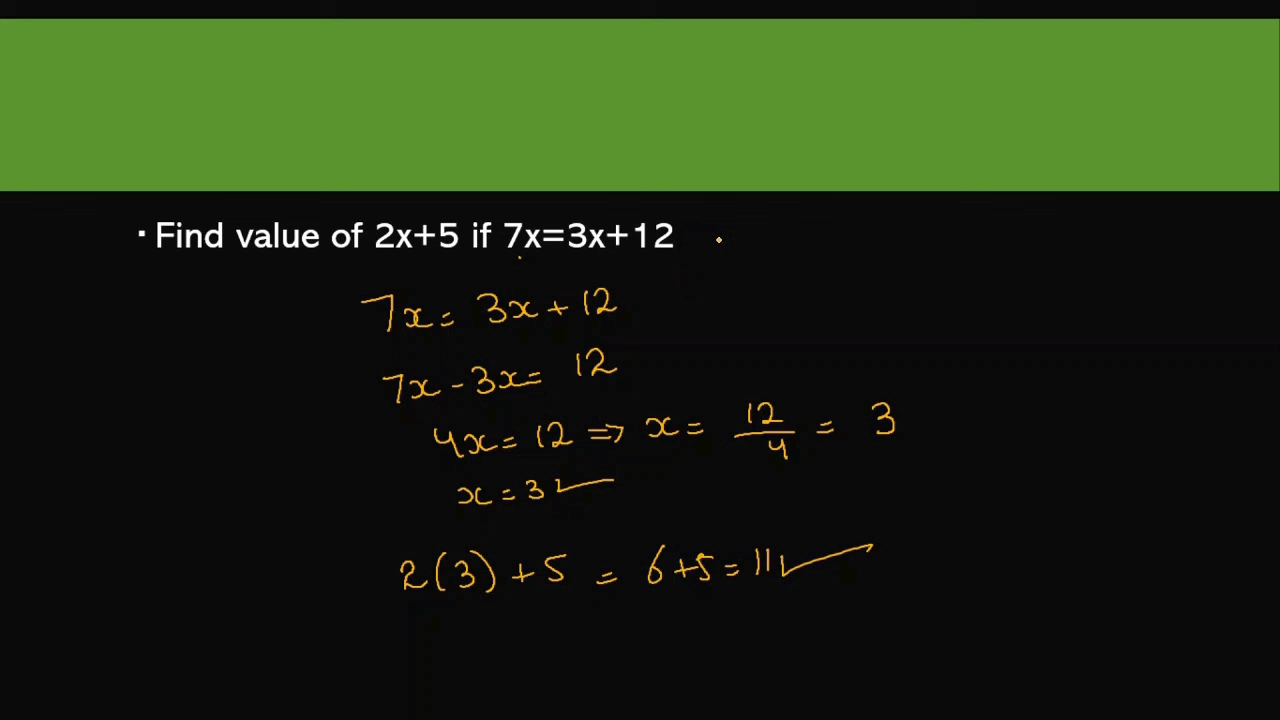 · Find value of 2x+5 if 7x=3x+12
7x = 3x + 12
7x - 3x = 12
4x = 12 ⇒ x = 12/4 = 3
x = 3 ✓
2(3) + 5 = 6 + 5 = 11 ✓